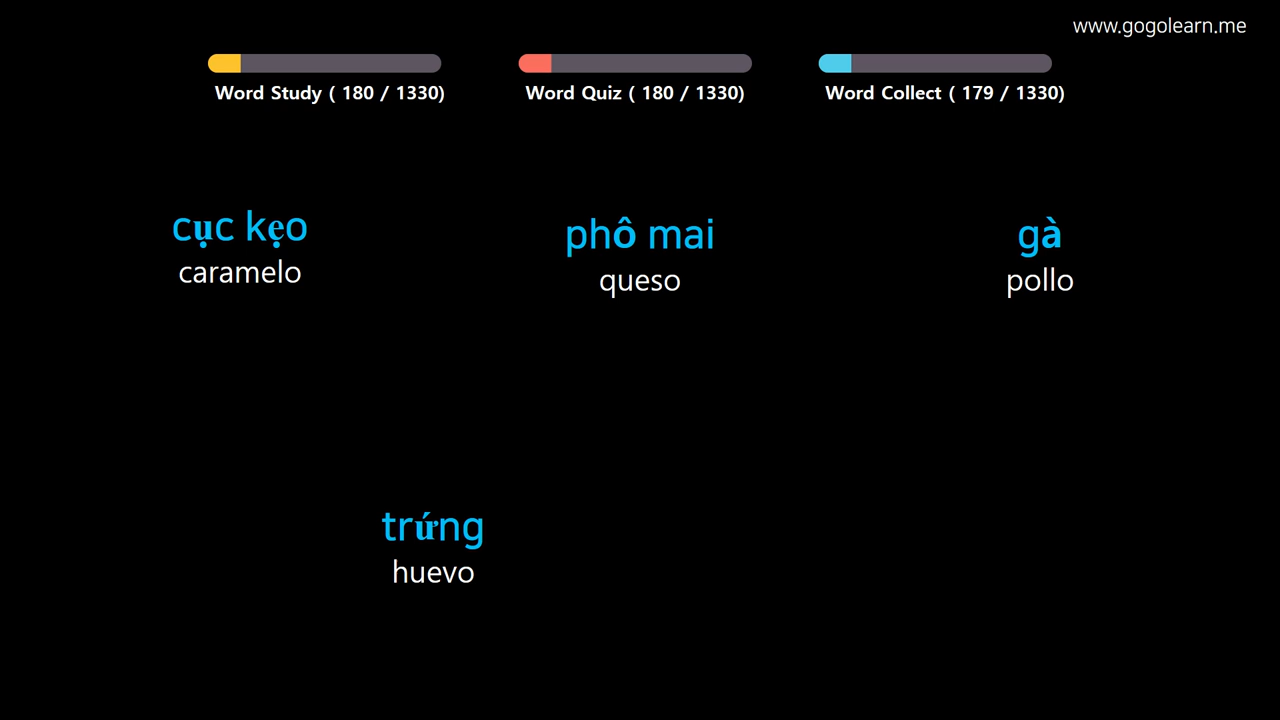 www.gogolearn.me
Word Study ( 180 / 1330)
Word Quiz ( 180 / 1330)
Word Collect ( 179 / 1330)
cục kẹo
caramelo
phô mai
queso
gà
pollo
trứng
huevo